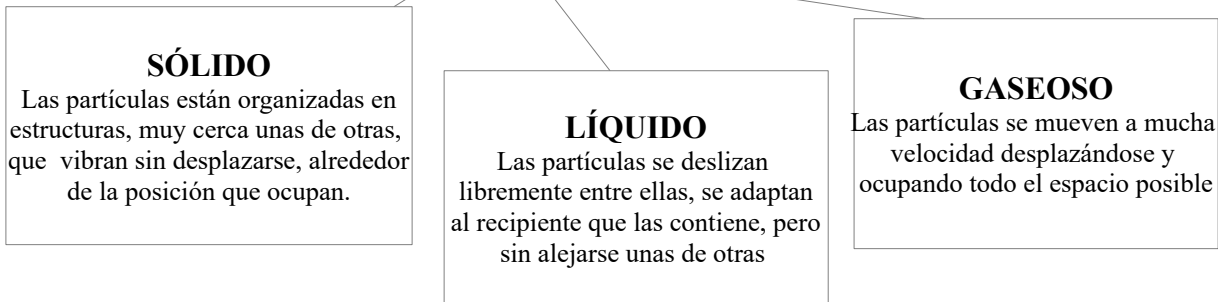 SÓLIDO
Las partículas están organizadas en
estructuras, muy cerca unas de otras,
que  vibran sin desplazarse, alrededor
de la posición que ocupan.
LÍQUIDO
Las partículas se deslizan
libremente entre ellas, se adaptan
al recipiente que las contiene, pero
sin alejarse unas de otras
GASEOSO
Las partículas se mueven a mucha
velocidad desplazándose y
ocupando todo el espacio posible